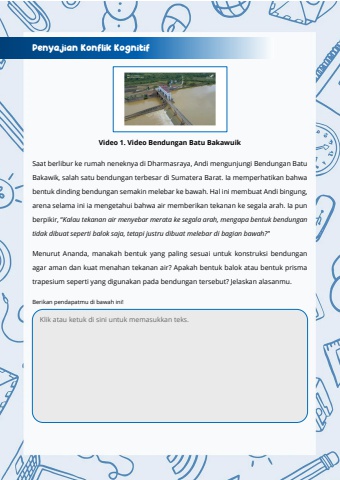 Penyajian Konflik Kognitif
Video 1. Video Bendungan Batu Bakawuik
Saat berlibur ke rumah neneknya di Dharmasraya, Andi mengunjungi Bendungan Batu
Bakawik, salah satu bendungan terbesar di Sumatera Barat. Ia memperhatikan bahwa
bentuk dinding bendungan semakin melebar ke bawah. Hal ini membuat Andi bingung,
arena selama ini ia mengetahui bahwa air memberikan tekanan ke segala arah. Ia pun
berpikir, “Kalau tekanan air menyebar merata ke segala arah, mengapa bentuk bendungan
tidak dibuat seperti balok saja, tetapi justru dibuat melebar di bagian bawah?”
Menurut Ananda, manakah bentuk yang paling sesuai untuk konstruksi bendungan
agar aman dan kuat menahan tekanan air? Apakah bentuk balok atau bentuk prisma
trapesium seperti yang digunakan pada bendungan tersebut? Jelaskan alasanmu.
Berikan pendapatmu di bawah ini!
Klik atau ketuk di sini untuk memasukkan teks.